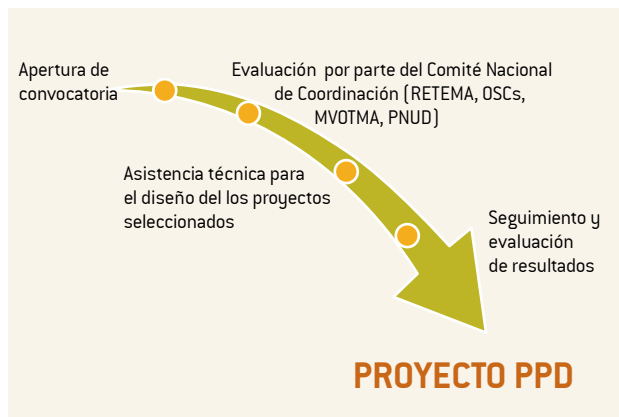 Apertura de
convocatoria
Evaluación por parte del Comité Nacional
de Coordinación (RETEMA, OSCs,
MVOTMA, PNUD)
Asistencia técnica para
el diseño del los proyectos
seleccionados
Seguimiento y
evaluación
de resultados
PROYECTO PPD